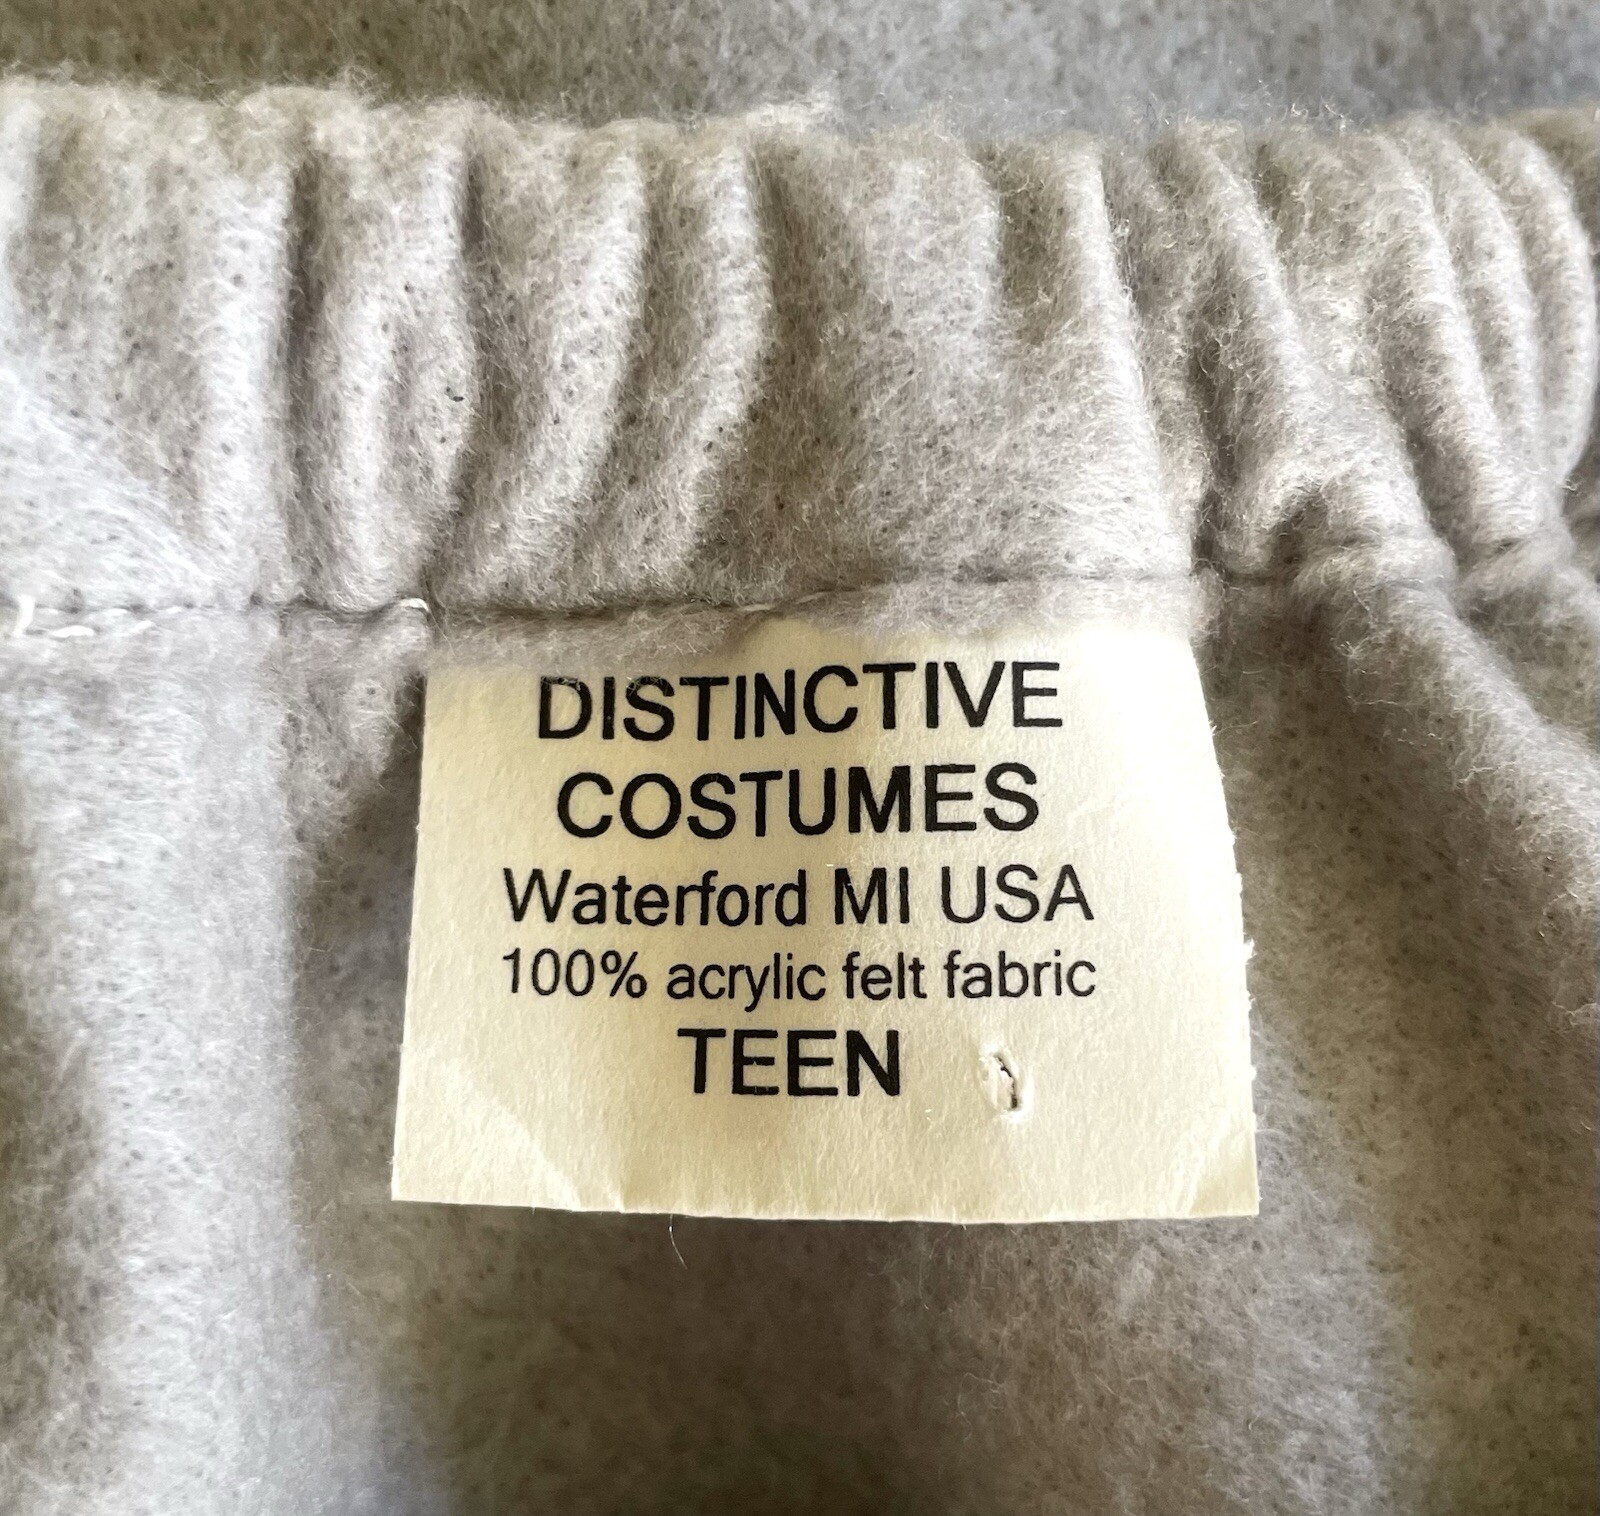 DISTINCTIVE
COSTUMES
Waterford MI USA
100% acrylic felt fabric
TEEN